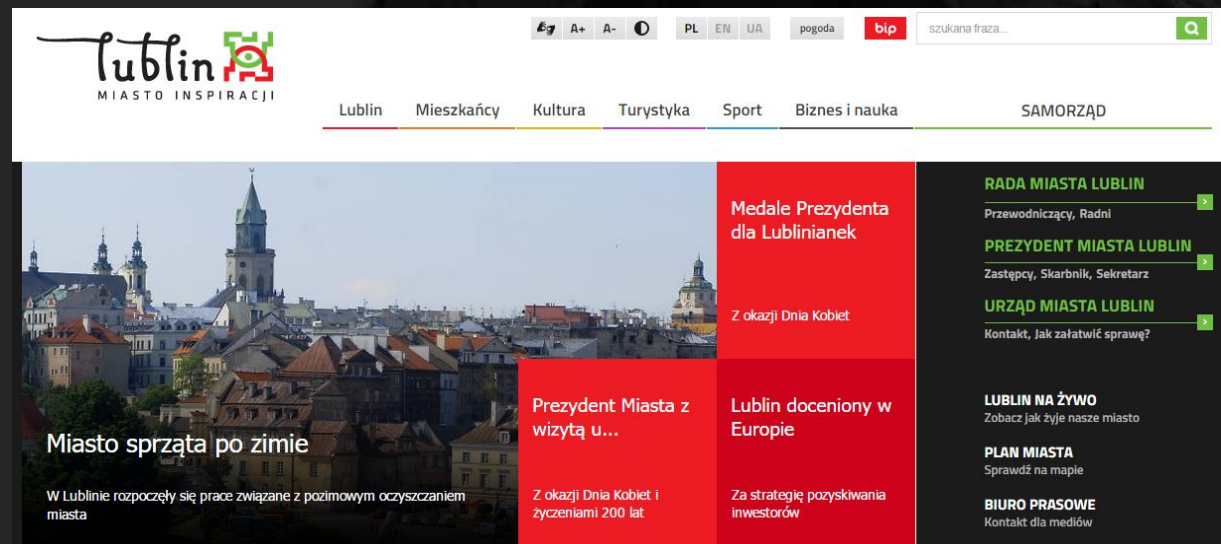 lublin
MIASTO INSPIRACJI
A+ A- PL EN UA pogoda bip szukana fraza...
Lublin Mieszkańcy Kultura Turystyka Sport Biznes i nauka SAMORZĄD
Miasto sprząta po zimie
W Lublinie rozpoczęły się prace związane z pozimowym oczyszczaniem
miasta
Medale Prezydenta
dla Lublinianek
Z okazji Dnia Kobiet
Prezydent Miasta z
wizytą u...
Z okazji Dnia Kobiet i
życzeniami 200 lat
Lublin doceniony w
Europie
Za strategię pozyskiwania
inwestorów
RADA MIASTA LUBLIN
Przewodniczący, Radni
PREZYDENT MIASTA LUBLIN
Zastępcy, Skarbnik, Sekretarz
URZĄD MIASTA LUBLIN
Kontakt, Jak załatwić sprawę?
LUBLIN NA ŻYWO
Zobacz jak żyje nasze miasto
PLAN MIASTA
Sprawdź na mapie
BIURO PRASOWE
Kontakt dla mediów